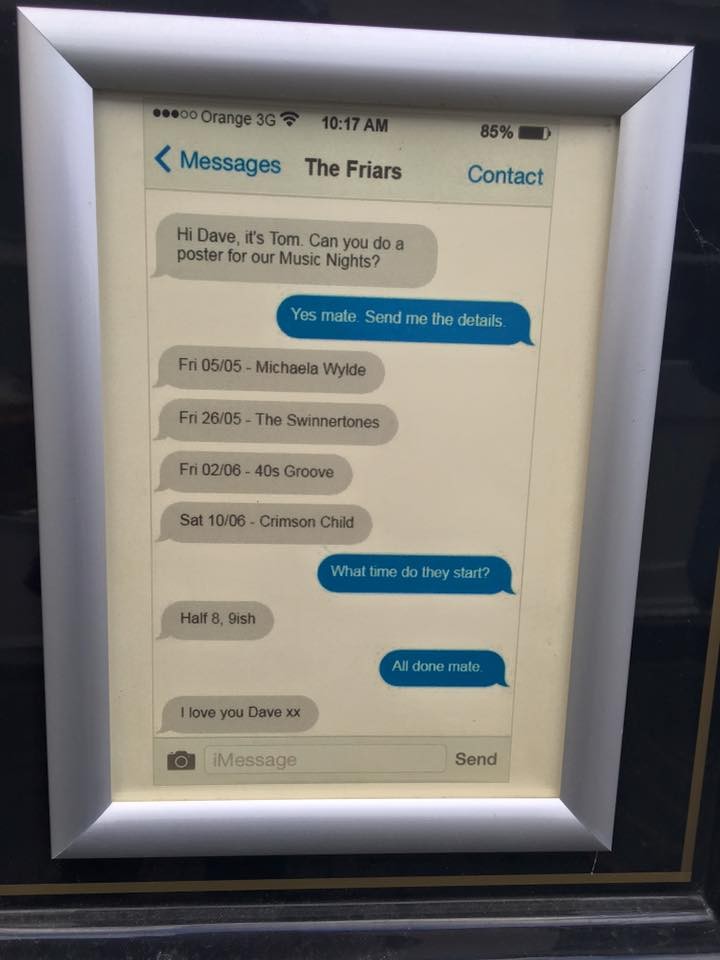 Orange 3G 10:17 AM 85%
Messages The Friars Contact
Hi Dave, it's Tom. Can you do a
poster for our Music Nights?
Yes mate. Send me the details.
Fri 05/05 - Michaela Wylde
Fri 26/05 - The Swinnertones
Fri 02/06 - 40s Groove
Sat 10/06 - Crimson Child
What time do they start?
Half 8, 9ish
All done mate.
I love you Dave xx
iMessage Send